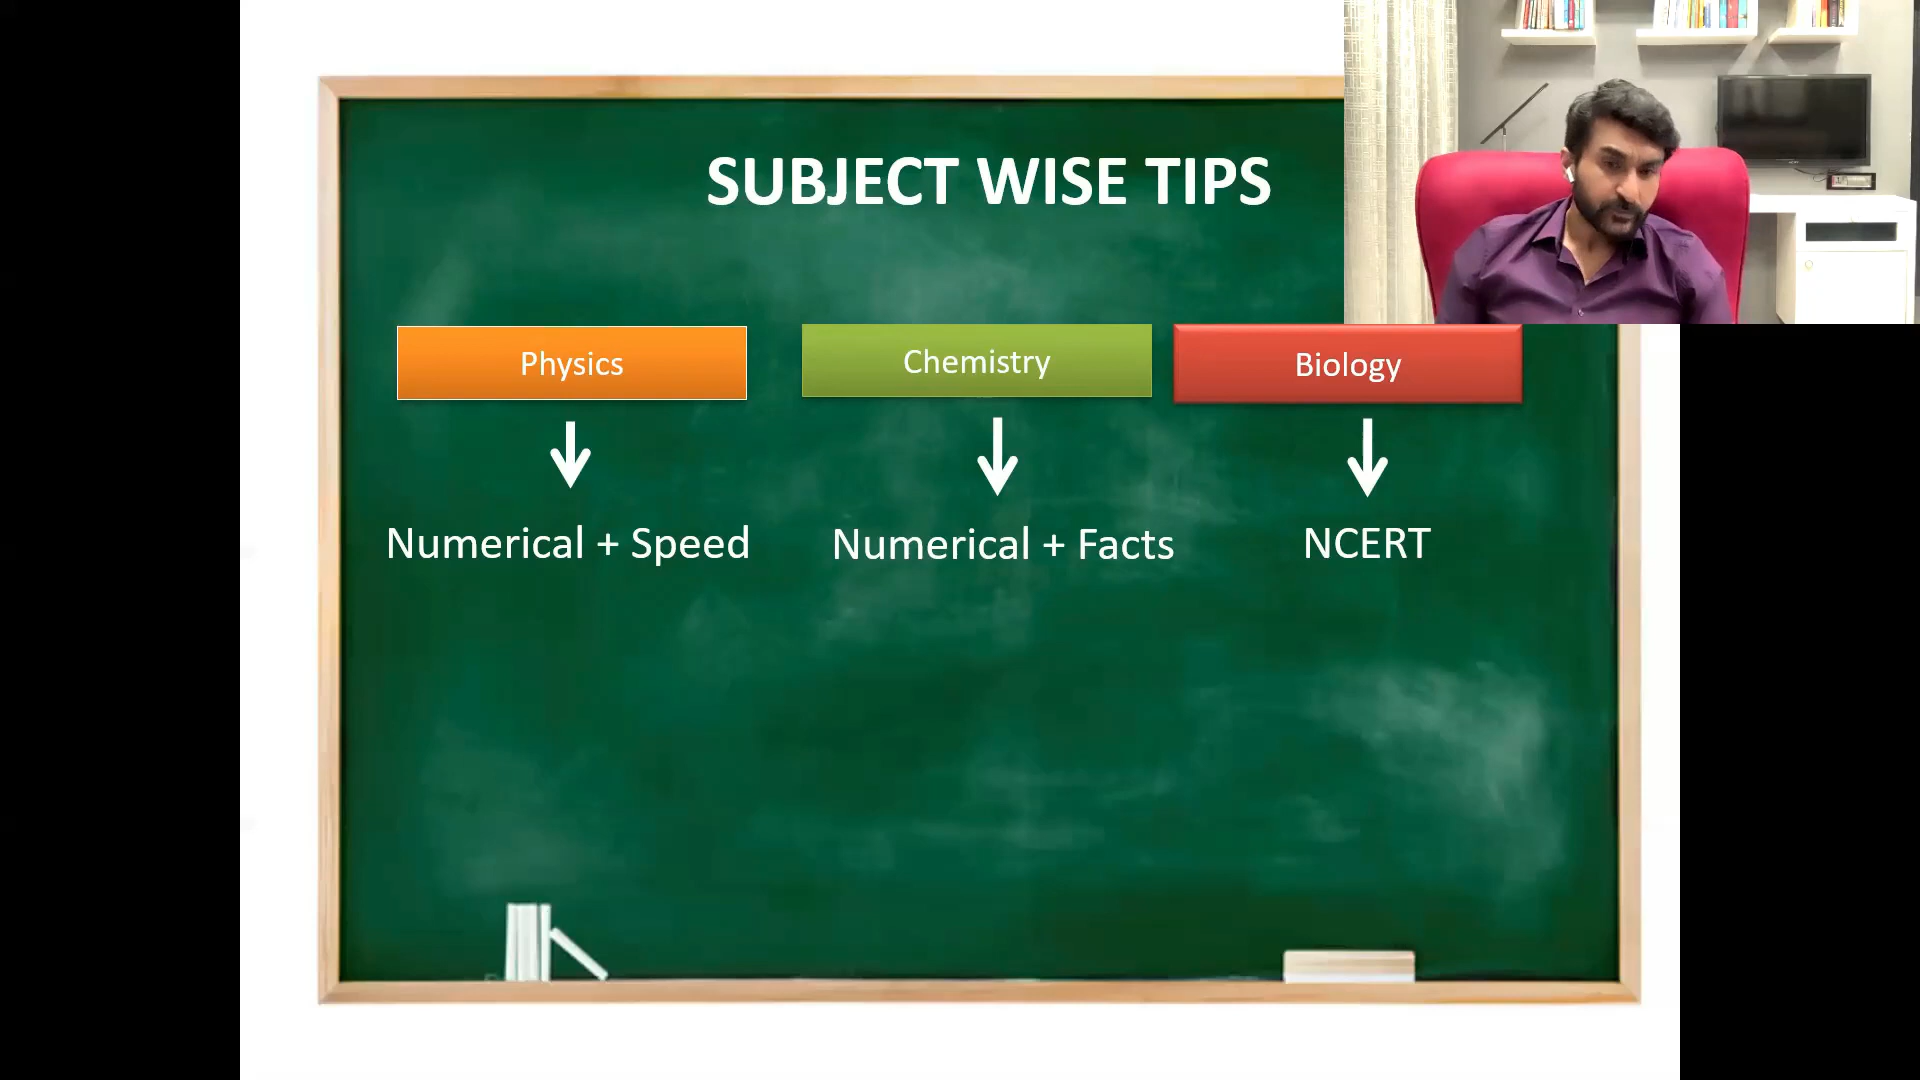 SUBJECT WISE TIPS
Physics
Chemistry
Biology
Numerical + Speed
Numerical + Facts
NCERT